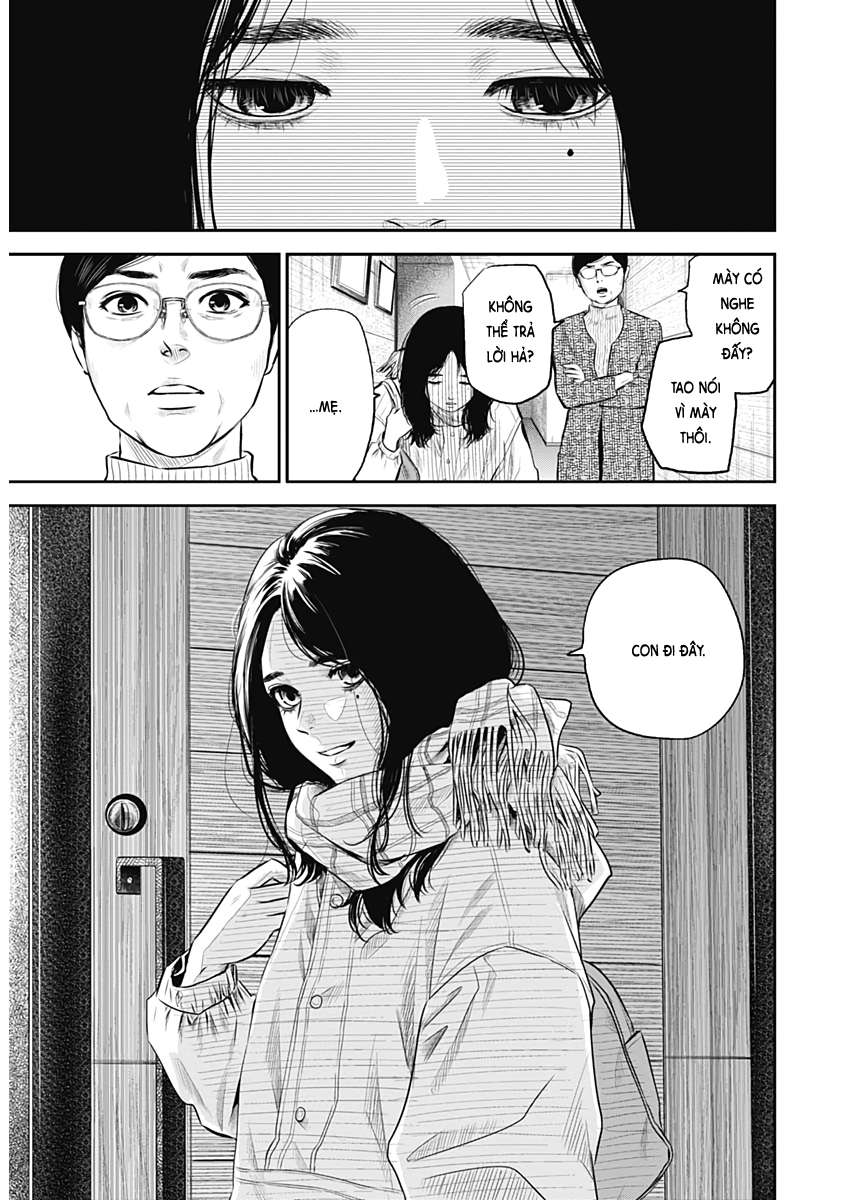 MÀY CÓ
NGHE
KHÔNG
ĐẤY?
TAO NÓI
VÌ MÀY
THÔI.
KHÔNG
THỂ TRẢ
LỜI HẢ?
...MẸ.
CON ĐI ĐÂY.